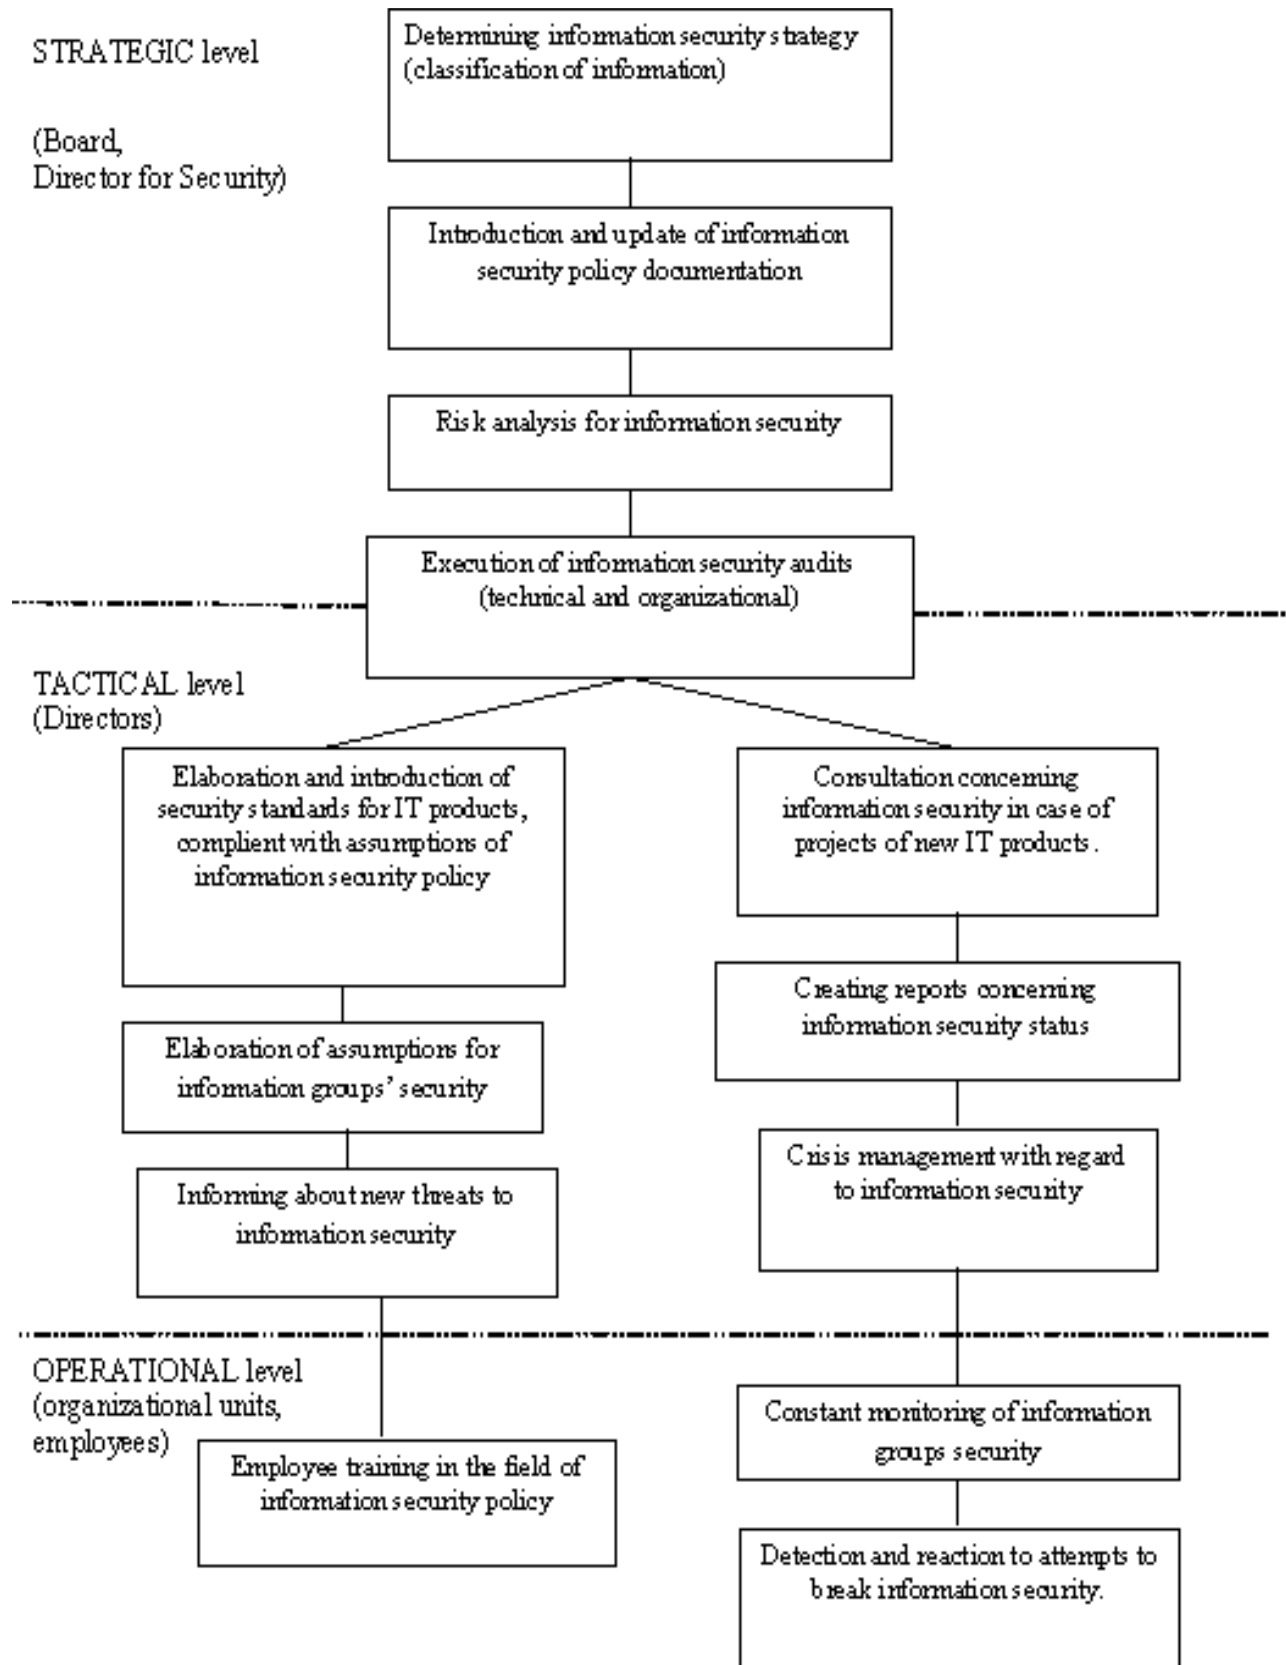 STRATEGIC level
(Board,
Director for Security)
Determining information security strategy
(classification of information)
Introduction and update of information
security policy documentation
Risk analysis for information security
Execution of information security audits
(technical and organizational)
TACTICAL level
(Directors)
Elaboration and introduction of
security standards for IT products,
complient with assumptions of
information security policy
Elaboration of assumptions for
information groups’ security
Informing about new threats to
information security
Consultation concerning
information security in case of
projects of new IT products.
Creating reports concerning
information security status
Crisis management with regard
to information security
OPERATIONAL level
(organizational units,
employees)
Employee training in the field of
information security policy
Constant monitoring of information
groups security
Detection and reaction to attempts to
break information security.